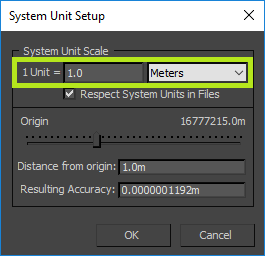 System Unit Setup
System Unit Scale
1 Unit = 1.0 Meters
Respect System Units in Files
Origin 16777215.0m
Distance from origin: 1.0m
Resulting Accuracy: 0.0000001192m
OK Cancel